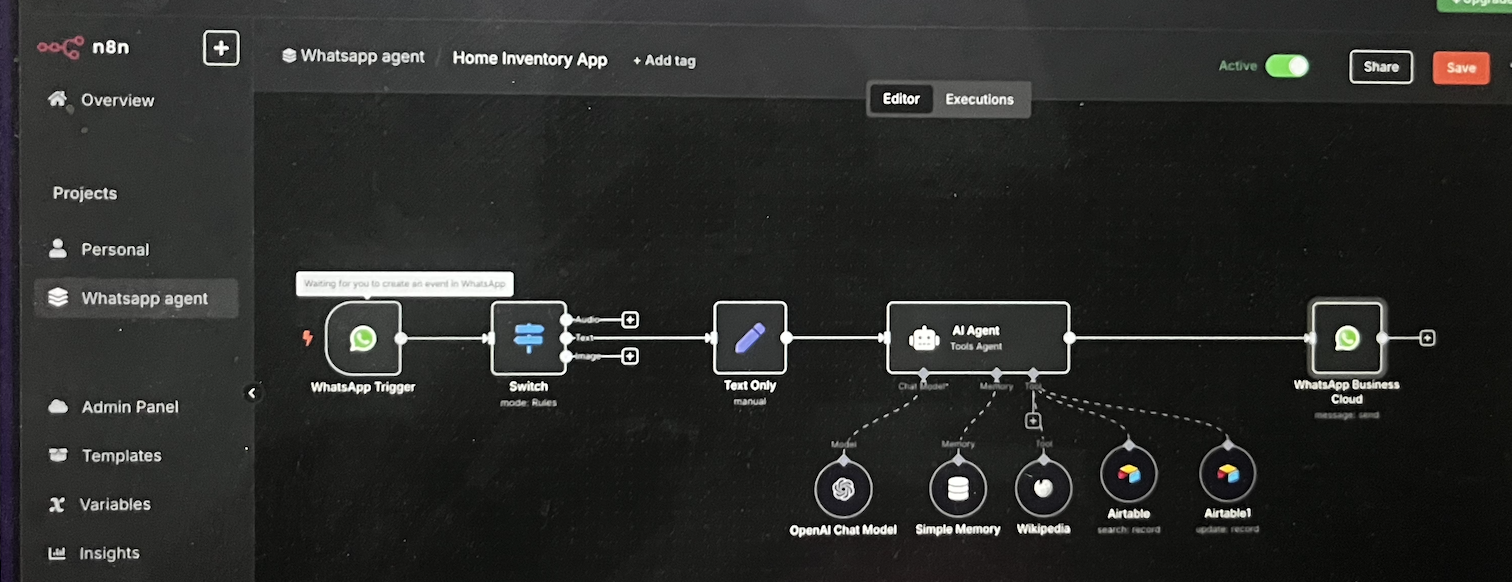 Upgrade
n8n
Whatsapp agent / Home Inventory App + Add tag
Active
Share
Save
Overview
Editor Executions
Projects
Personal
Whatsapp agent
Admin Panel
Templates
Variables
Insights
Waiting for you to create an event in WhatsApp
WhatsApp Trigger
Audio
Text
Image
Switch
mode: Rules
Text Only
manual
AI Agent
Tools Agent
Chat Model*
Memory
Tool
WhatsApp Business
Cloud
message: send
Model
Memory
Tool
OpenAI Chat Model
Simple Memory
Wikipedia
Airtable
search: record
Airtable1
update: record